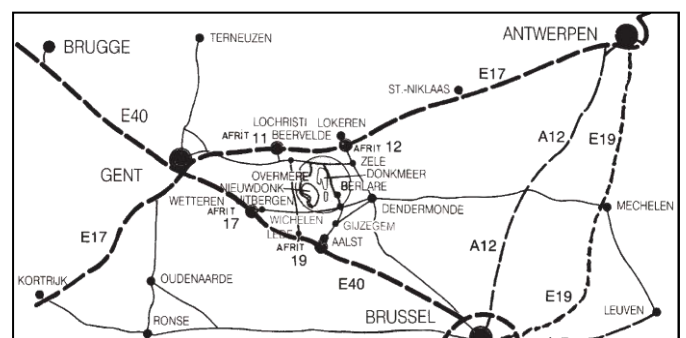 ANTWERPEN
TERNEUZEN
BRUGGE
E17
ST.-NIKLAAS
E40
LOCHRISTI LOKEREN
AFRIT 11 BEERVELDE
AFRIT 12
A12
E19
ZELE
GENT
OVERMERE
DONKMEER
NIEUWDONK
BERLARE
WETTEREN UITBERGEN
AFRIT 17
WICHELEN
DENDERMONDE
MECHELEN
GIJZEGEM
E17
LEDE
AALST
AFRIT 19
A12
KORTRIJK
OUDENAARDE
E40
E19
BRUSSEL
LEUVEN
RONSE